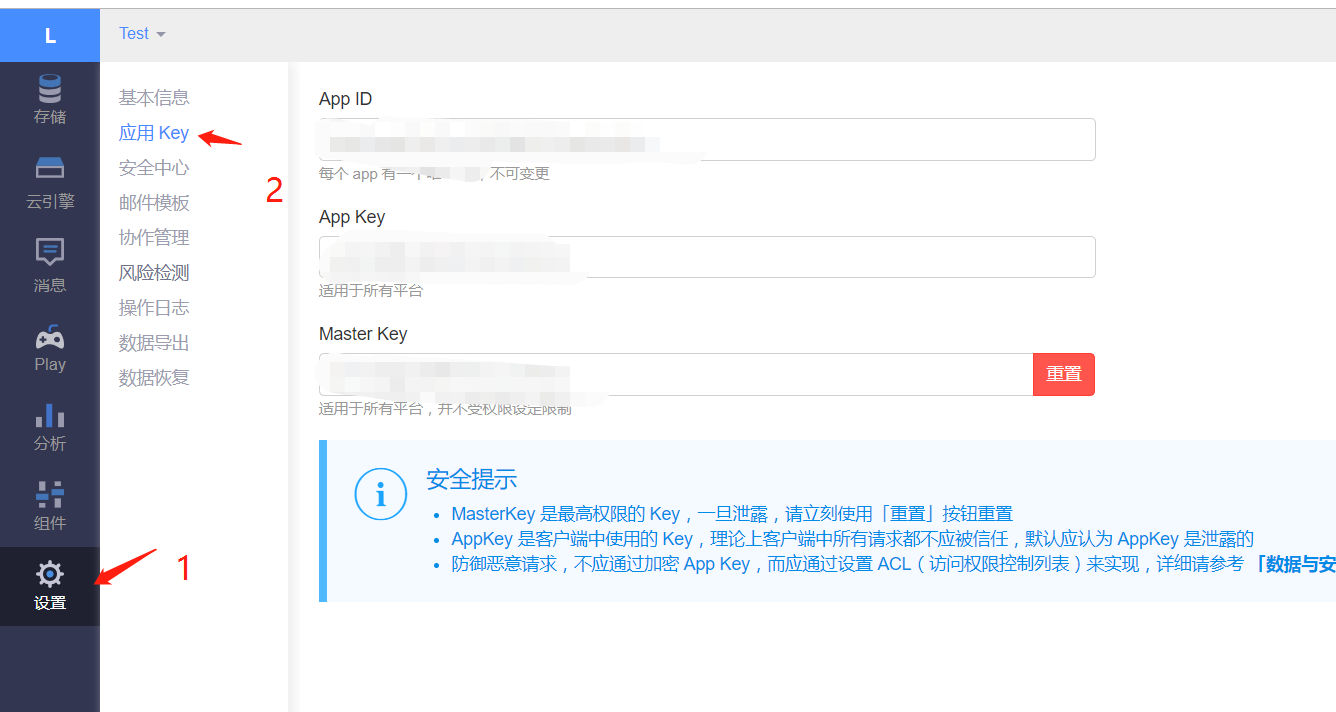 L
Test
存储
云引擎
消息
Play
分析
组件
设置
1
基本信息
应用 Key
安全中心
邮件模板
协作管理
风险检测
操作日志
数据导出
数据恢复
2
App ID
每个 app 有一个 ，不可变更
App Key
适用于所有平台
Master Key
重置
适用于所有平台，并不受权限设定限制
i
安全提示
MasterKey 是最高权限的 Key，一旦泄露，请立刻使用「重置」按钮重置
AppKey 是客户端中使用的 Key，理论上客户端中所有请求都不应被信任，默认应认为 AppKey 是泄露的
防御恶意请求，不应通过加密 App Key，而应通过设置 ACL（访问权限控制列表）来实现，详细请参考 「数据与安